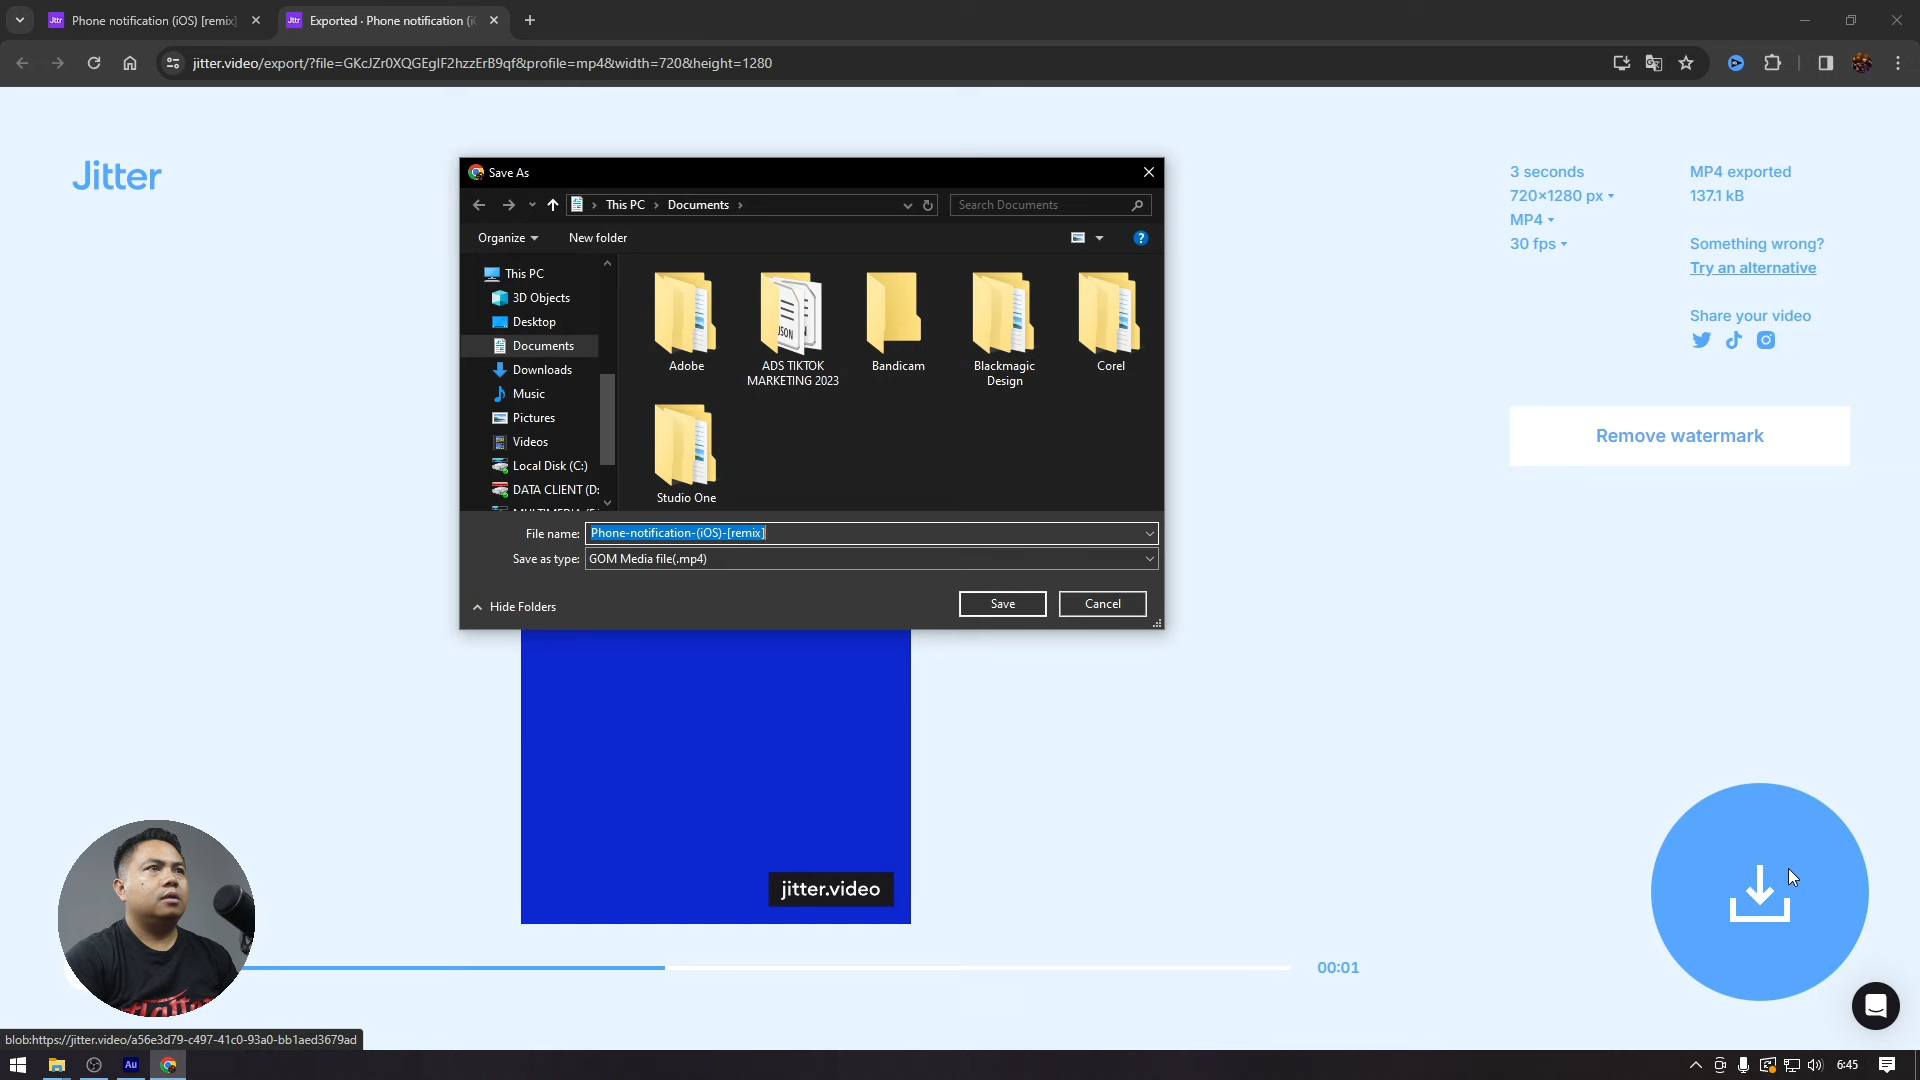 Phone notification (iOS) [remix]
Exported · Phone notification (i
jitter.video/export/?file=GKcJZr0XQGEgIF2hzzErB9qf&profile=mp4&width=720&height=1280
Jitter
3 seconds
720×1280 px
MP4
30 fps
MP4 exported
137.1 kB
Something wrong?
Try an alternative
Share your video
Remove watermark
Save As
This PC
Documents
Search Documents
Organize
New folder
This PC
3D Objects
Desktop
Documents
Downloads
Music
Pictures
Videos
Local Disk (C:)
DATA CLIENT (D:
Adobe
ADS TIKTOK
MARKETING 2023
Bandicam
Blackmagic
Design
Corel
JSON
Studio One
File name:
Phone-notification-(iOS)-[remix]
Save as type:
GOM Media file(.mp4)
Hide Folders
Save
Cancel
jitter.video
00:01
blob:https://jitter.video/a56e3d79-c497-41c0-93a0-bb1aed3679ad
Au
6:45